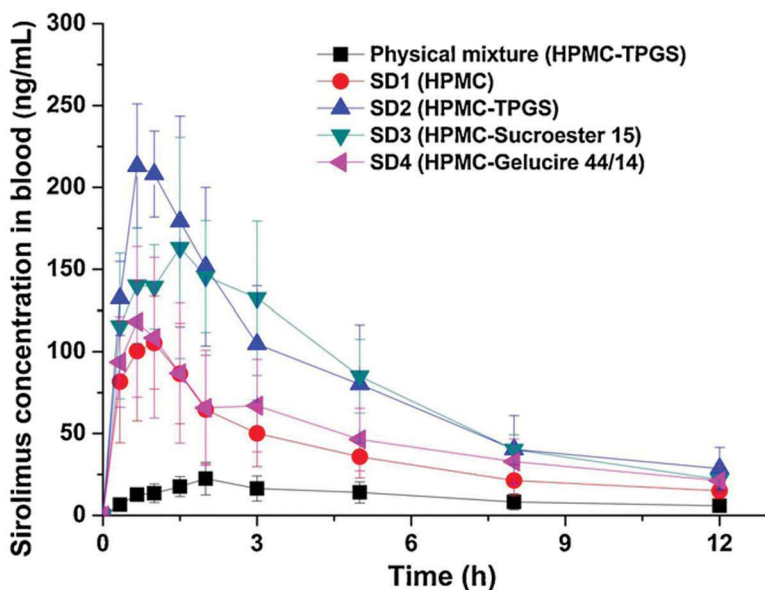 300
250
200
150
100
50
0
Sirolimus concentration in blood (ng/mL)
Physical mixture (HPMC-TPGS)
SD1 (HPMC)
SD2 (HPMC-TPGS)
SD3 (HPMC-Sucroester 15)
SD4 (HPMC-Gelucire 44/14)
0 3 6 9 12
Time (h)